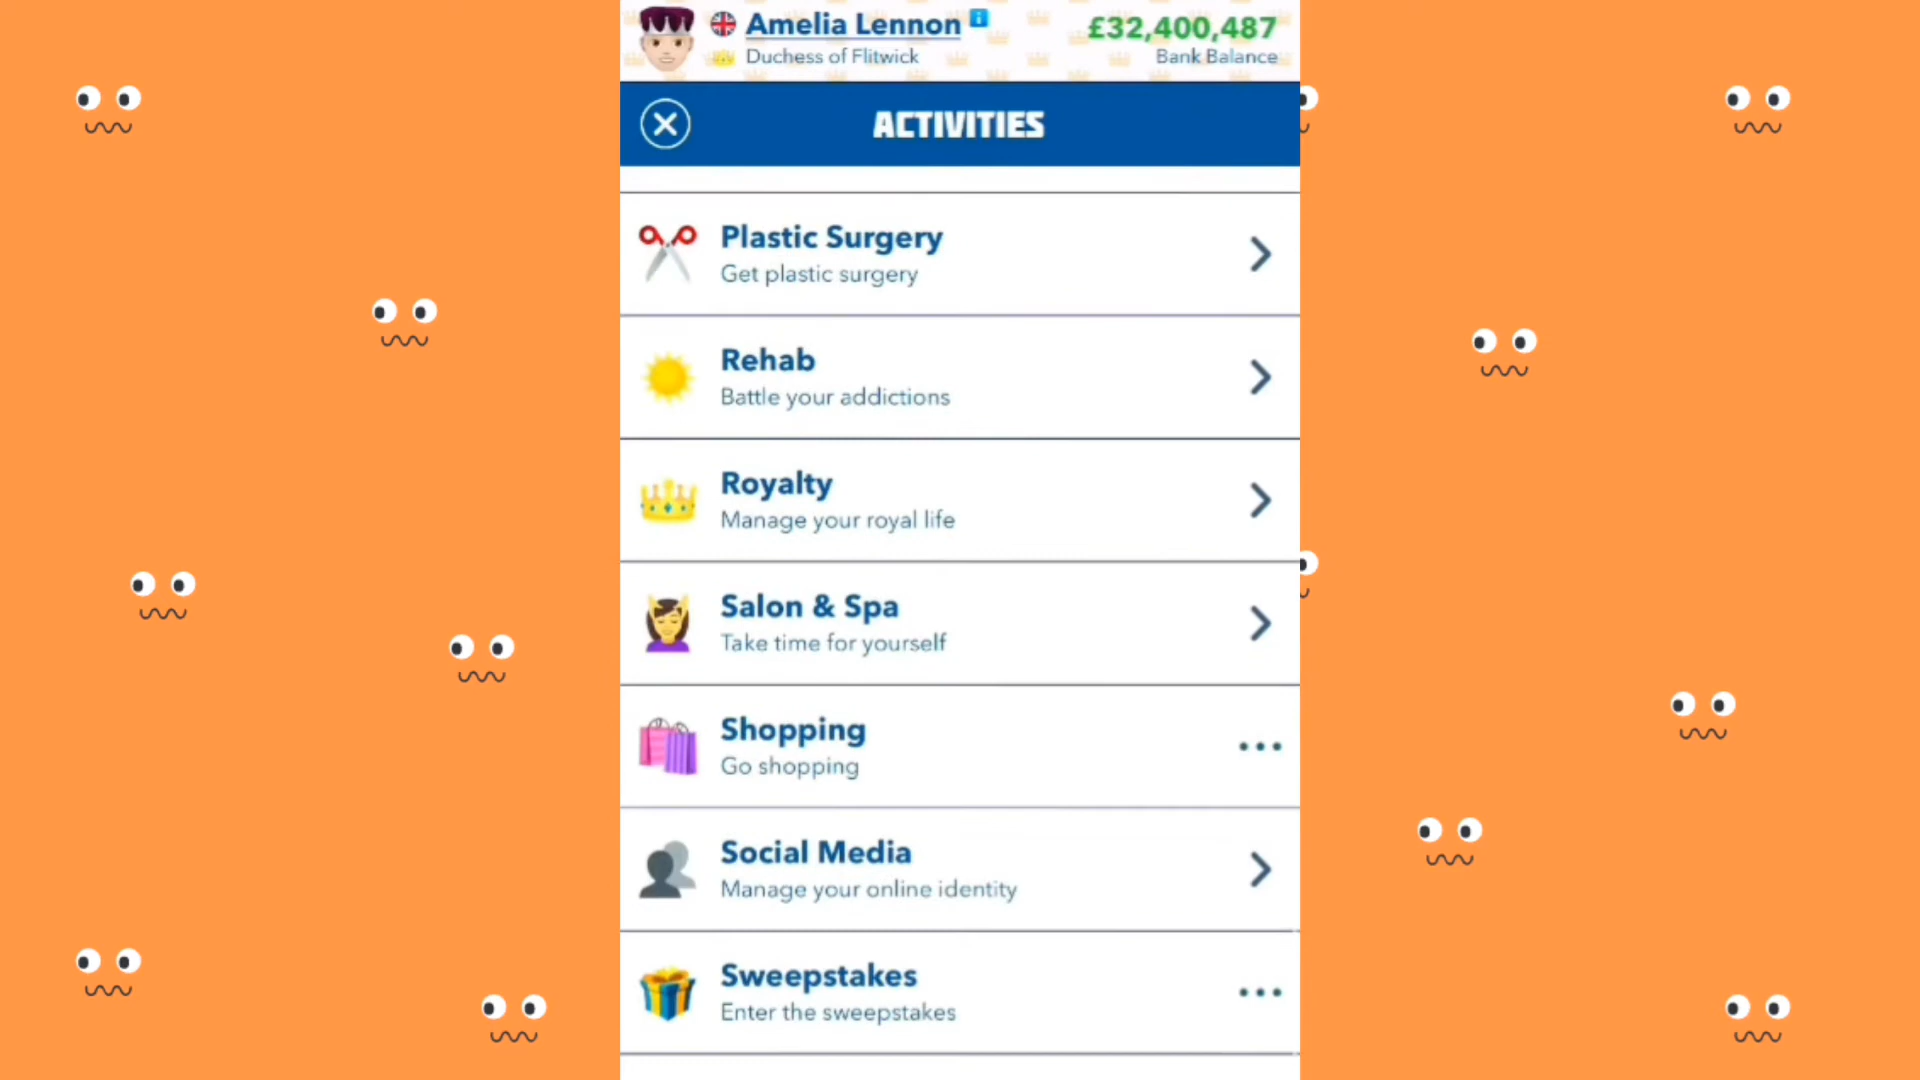 Amelia Lennon
£32,400,487
Duchess of Flitwick
Bank Balance
ACTIVITIES
Plastic Surgery
Get plastic surgery
Rehab
Battle your addictions
Royalty
Manage your royal life
Salon & Spa
Take time for yourself
Shopping
Go shopping
Social Media
Manage your online identity
Sweepstakes
Enter the sweepstakes